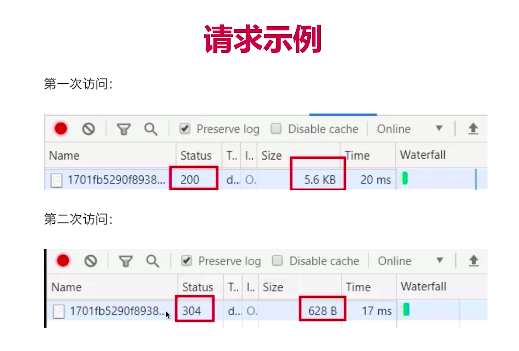 请求示例
第一次访问：
Preserve log Disable cache Online
Name Status T.. I.. Size Time Waterfall
1701fb5290f8938... 200 d... O. 5.6 KB 20 ms
第二次访问：
Preserve log Disable cache Online
Name Status T.. I.. Size Time Waterfall
1701fb5290f8938... 304 d... O. 628 B 17 ms